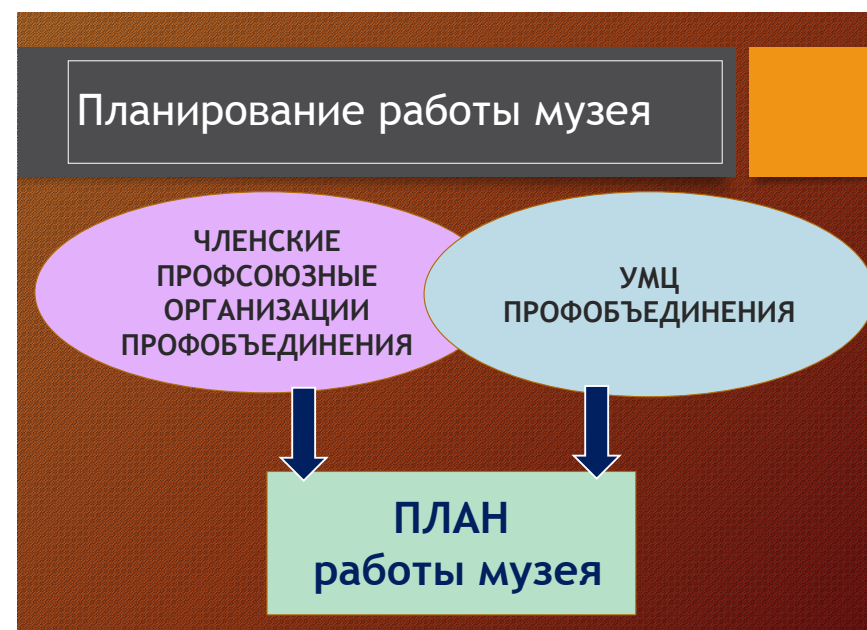 Планирование работы музея
ЧЛЕНСКИЕ
ПРОФСОЮЗНЫЕ
ОРГАНИЗАЦИИ
ПРОФОБЪЕДИНЕНИЯ
УМЦ
ПРОФОБЪЕДИНЕНИЯ
ПЛАН
работы музея